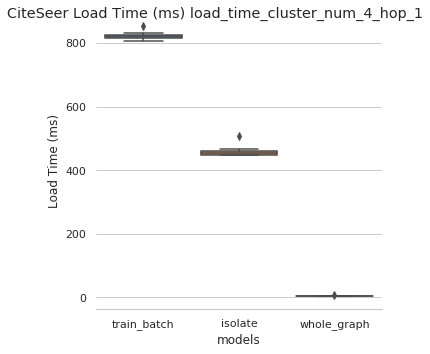 CiteSeer Load Time (ms) load_time_cluster_num_4_hop_1
800
600
400
200
0
Load Time (ms)
train_batch
isolate
whole_graph
models